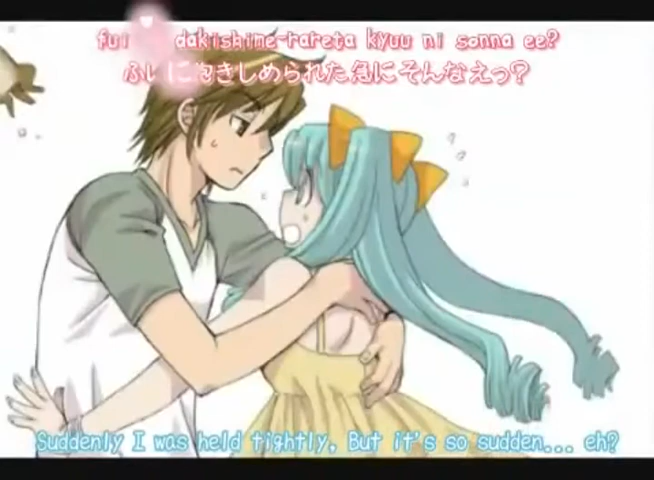 fui dakishime-rareta kyuu ni sonna ee?
ふいに抱きしめられた急にそんなえっ?
Suddenly I was held tightly, But it's so sudden... eh?